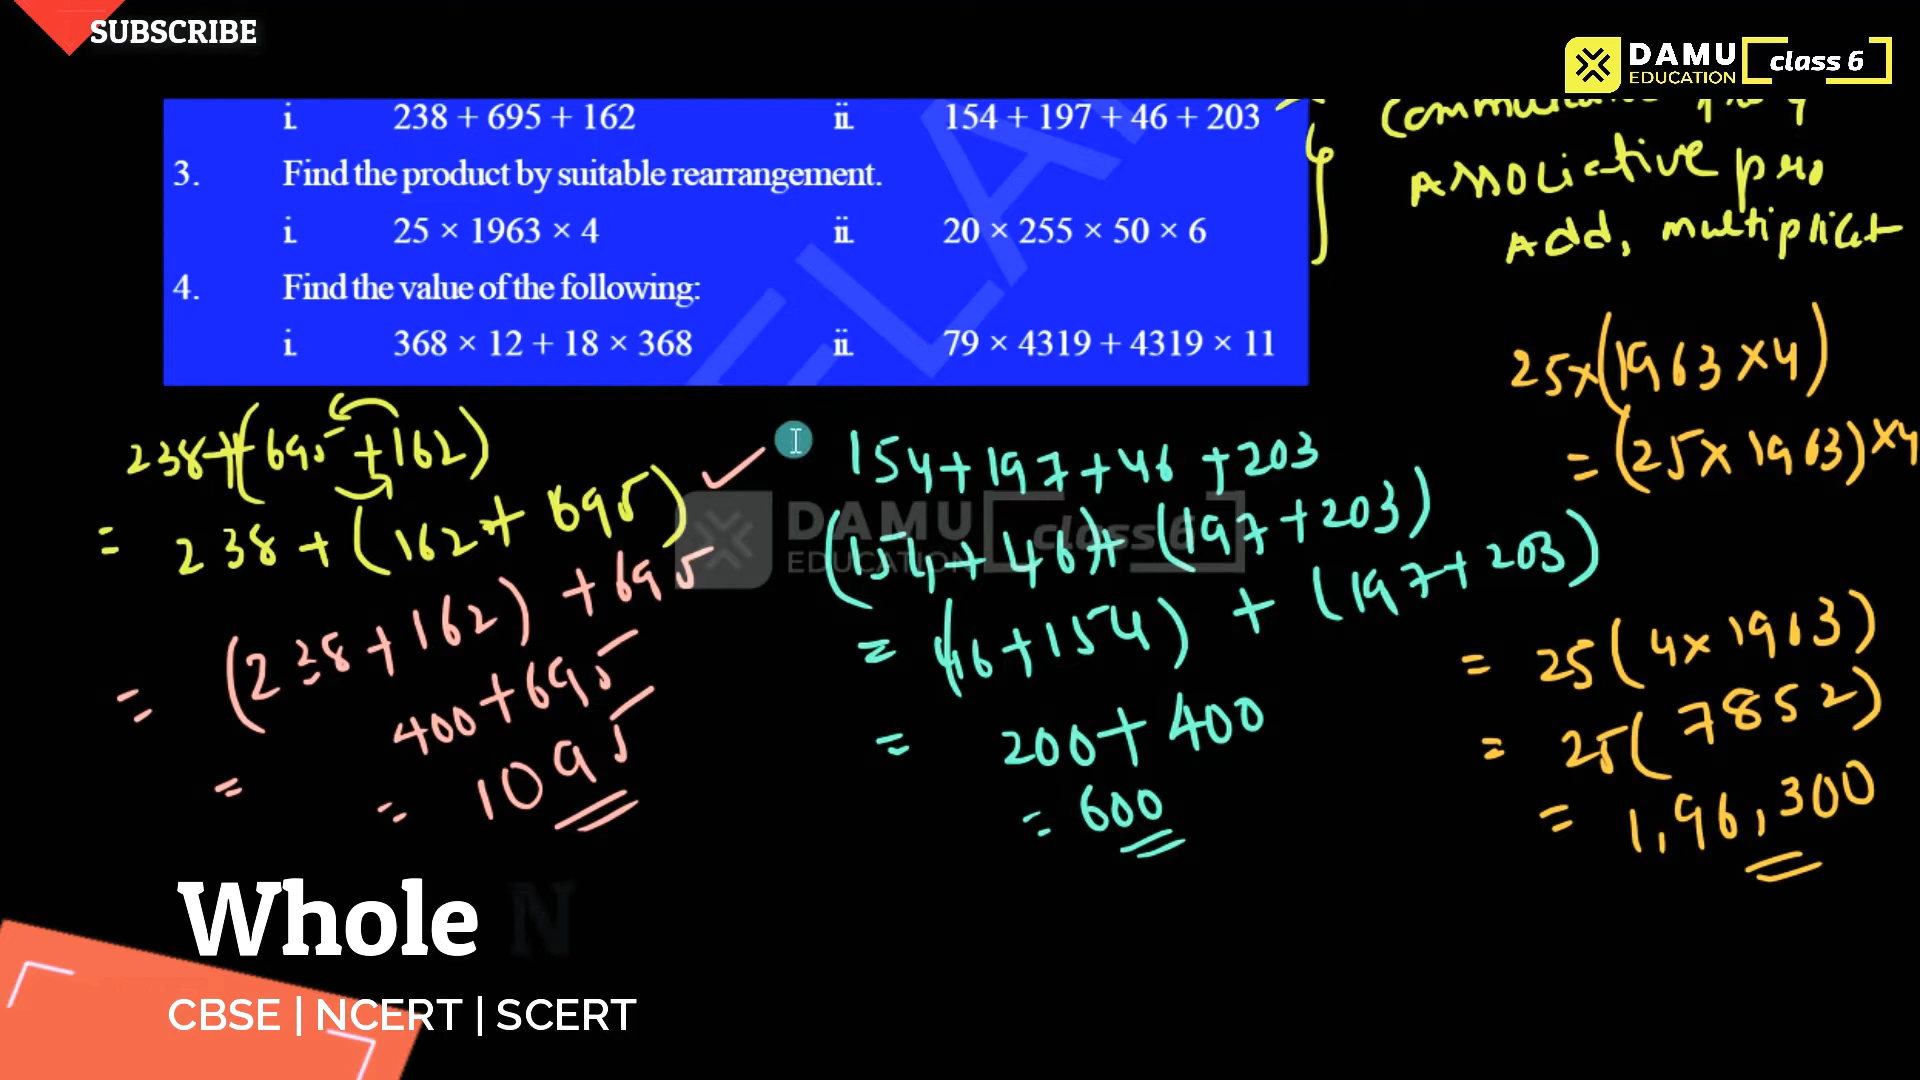 SUBSCRIBE
DAMU
EDUCATION
class 6
i. 238 + 695 + 162 ii. 154 + 197 + 46 + 203
3. Find the product by suitable rearrangement.
i. 25 × 1963 × 4 ii. 20 × 255 × 50 × 6
4. Find the value of the following:
i. 368 × 12 + 18 × 368 ii. 79 × 4319 + 4319 × 11
Add, multiplicat
238+(695+162)
= 238+(162+695)
= (238+162)+695
= 400+695
= 1095
154+197+46+203
(154+46)+(197+203)
= (46+154)+(197+203)
= 200+400
= 600
25×(1963×4)
= (25×1963)×4
= 25(4×1963)
= 25(7852)
= 1,96,300
DAMU
EDUCATION
class 6
Whole N
CBSE | NCERT | SCERT